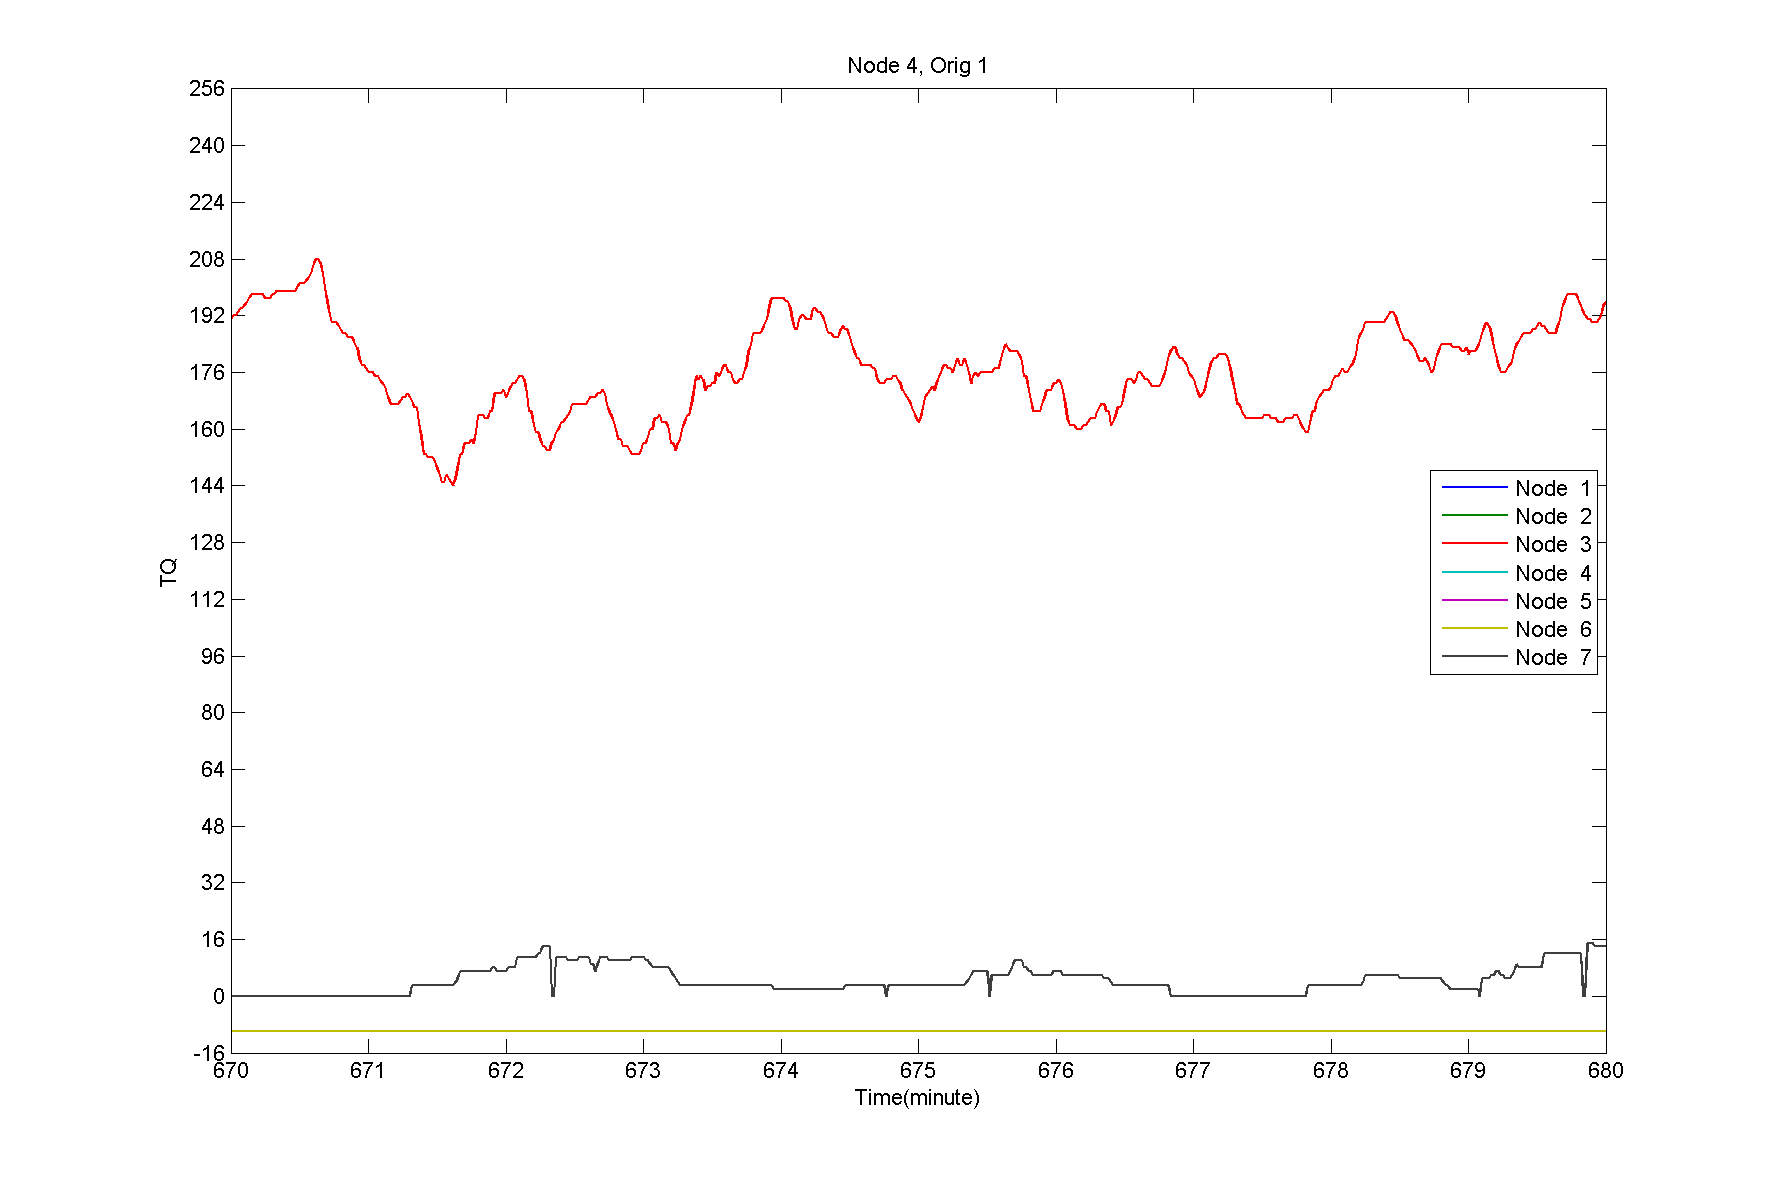 Node 4, Orig 1
256
240
224
208
192
176
160
144
128
112
96
80
64
48
32
16
0
-16
TQ
Node 1
Node 2
Node 3
Node 4
Node 5
Node 6
Node 7
670 671 672 673 674 675 676 677 678 679 680
Time(minute)